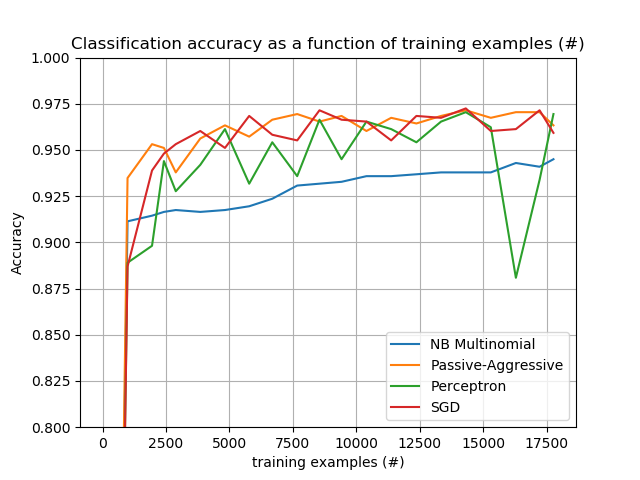 Classification accuracy as a function of training examples (#)
1.000
0.975
0.950
0.925
0.900
0.875
0.850
0.825
0.800
Accuracy
NB Multinomial
Passive-Aggressive
Perceptron
SGD
0 2500 5000 7500 10000 12500 15000 17500
training examples (#)